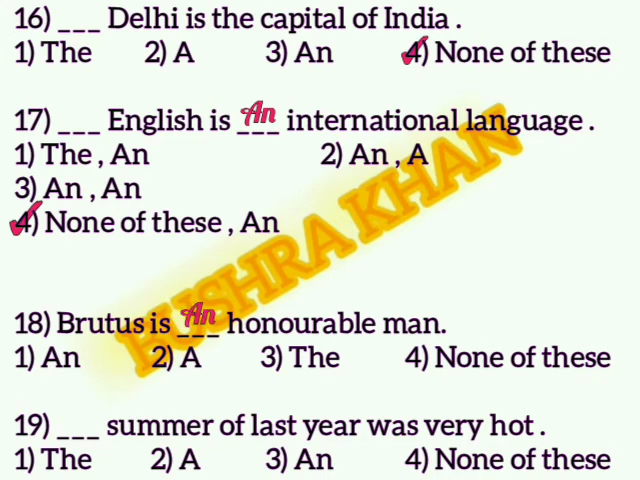 16) ___ Delhi is the capital of India .
1) The 2) A 3) An 4) None of these
17) ___ English is An international language .
1) The , An 2) An , A
3) An , An
4) None of these , An
18) Brutus is An honourable man.
1) An 2) A 3) The 4) None of these
19) ___ summer of last year was very hot .
1) The 2) A 3) An 4) None of these
BUSHRA KHAN